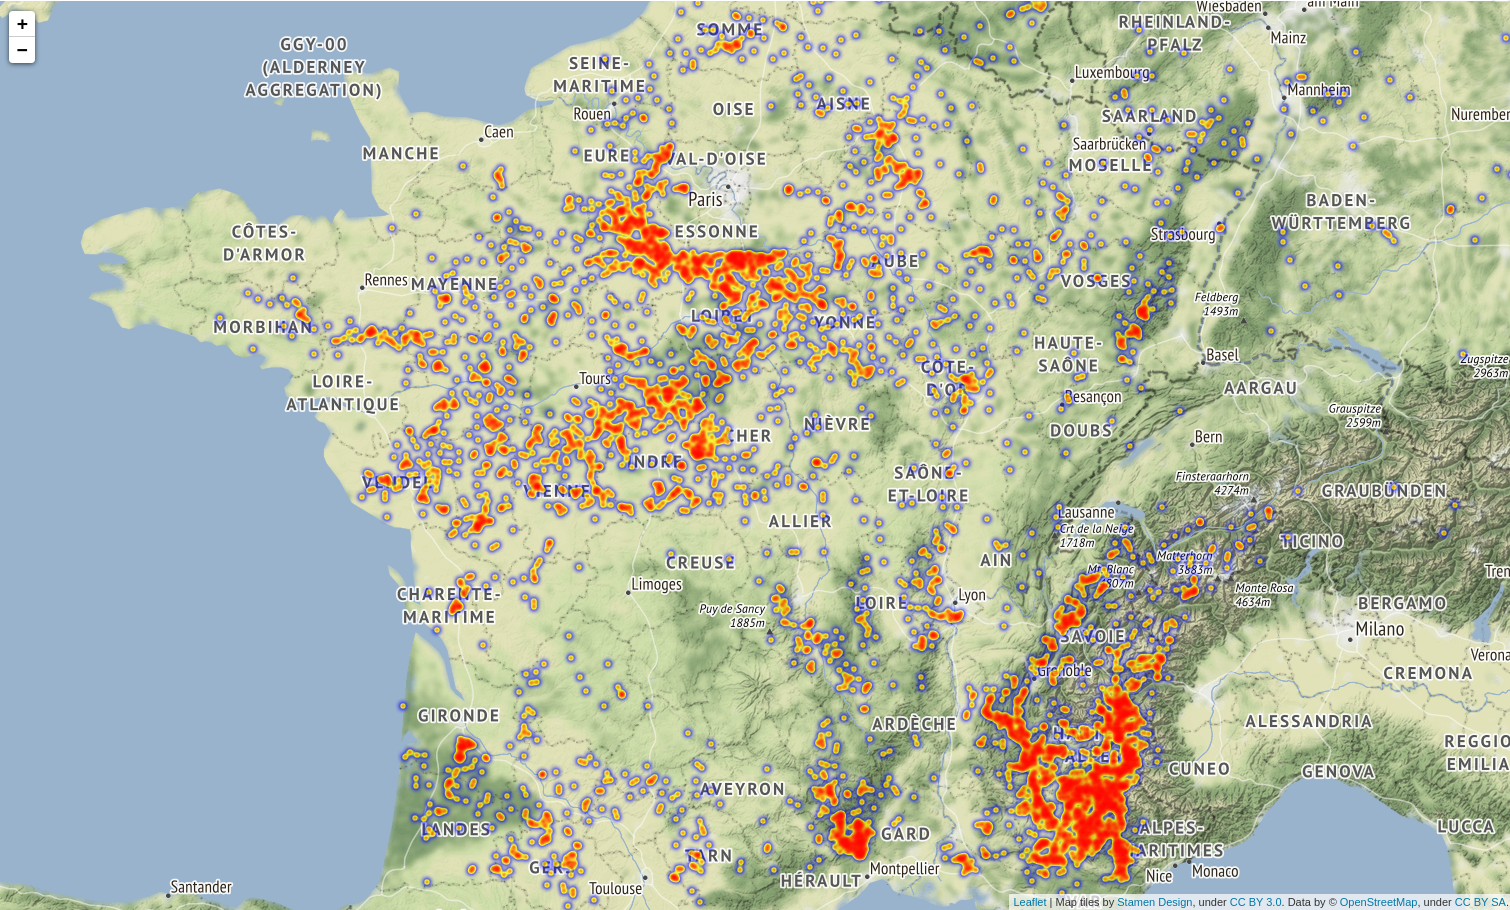 +
−
GGY-00
(ALDERNEY
AGGREGATION)
SOMME
Wiesbaden
am Main
RHEINLAND-
PFALZ
Mainz
SEINE-
MARITIME
Luxembourg
Mannheim
Rouen
OISE
AISNE
SAARLAND
Nurember
Caen
MANCHE
EURE
VAL-D'OISE
Saarbrücken
MOSELLE
Paris
BADEN-
WÜRTTEMBERG
CÔTES-
D'ARMOR
ESSONNE
Strasbourg
AUBE
Rennes
MAYENNE
VOSGES
Feldberg
1493m
MORBIHAN
LOIRET
YONNE
HAUTE-
SAÔNE
Basel
Zugspitze
2963m
LOIRE-
ATLANTIQUE
Tours
CÔTE-
D'OR
AARGAU
Besançon
Grauspitze
2599m
CHER
NIÈVRE
DOUBS
Bern
INDRE
SAÔNE-
ET-LOIRE
Finsteraarhorn
4274m
VENDEE
VIENNE
GRAUBÜNDEN
ALLIER
Lausanne
Crt de la Neige
1718m
TICINO
CREUSE
AIN
Matterhorn
3883m
Mt. Blanc
4807m
Tren
Limoges
CHARENTE-
MARITIME
Puy de Sancy
1885m
LOIRE
Lyon
Monte Rosa
4634m
BERGAMO
Milano
SAVOIE
Verona
Grenoble
CREMONA
GIRONDE
ARDÈCHE
ALESSANDRIA
REGGIO
EMILIA
CUNEO
GENOVA
AVEYRON
LANDES
GARD
ALPES-
MARITIMES
LUCCA
TARN
GERS
Montpellier
HÉRAULT
Nice
Monaco
Santander
Toulouse
Leaflet | Map tiles by Stamen Design, under CC BY 3.0. Data by © OpenStreetMap, under CC BY SA.